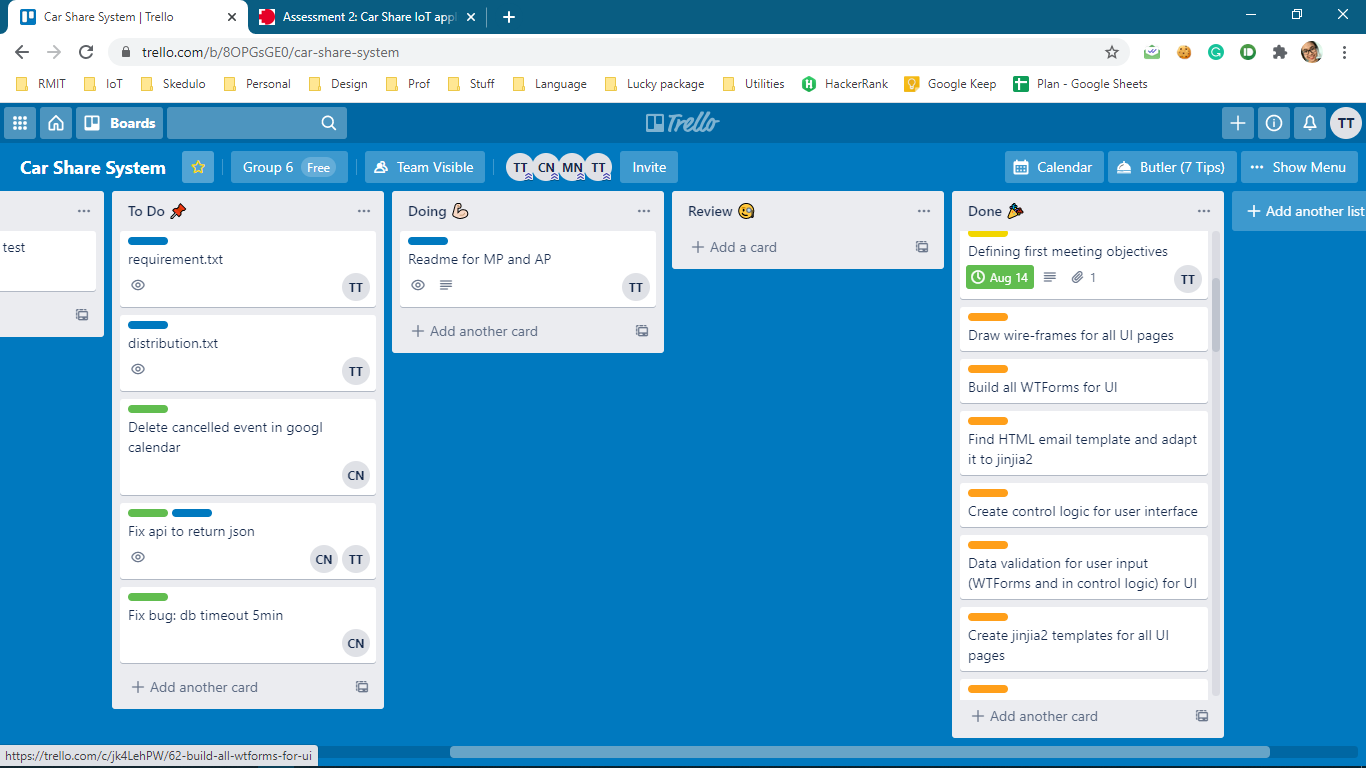 Car Share System | Trello
Assessment 2: Car Share IoT appl
trello.com/b/8OPGsGE0/car-share-system
RMIT
IoT
Skedulo
Personal
Design
Prof
Stuff
Language
Lucky package
Utilities
HackerRank
Google Keep
Plan - Google Sheets
Boards
Trello
TT
Car Share System
Group 6 Free
Team Visible
TT CN MN TT
Invite
Calendar
Butler (7 Tips)
Show Menu
test
To Do
requirement.txt
TT
distribution.txt
TT
Delete cancelled event in googl
calendar
CN
Fix api to return json
CN TT
Fix bug: db timeout 5min
CN
Add another card
Doing
Readme for MP and AP
TT
Add another card
Review
Add a card
Done
Defining first meeting objectives
Aug 14
1
TT
Draw wire-frames for all UI pages
Build all WTForms for UI
Find HTML email template and adapt
it to jinjia2
Create control logic for user interface
Data validation for user input
(WTForms and in control logic) for UI
Create jinjia2 templates for all UI
pages
Add another card
Add another list
https://trello.com/c/jk4LehPW/62-build-all-wtforms-for-ui